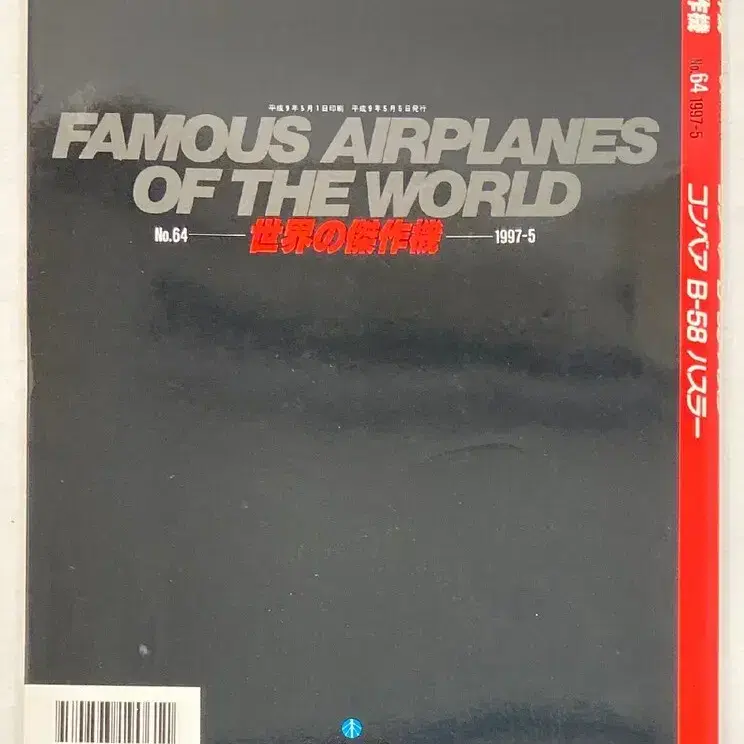 平成9年5月1日印刷 平成9年5月5日発行
FAMOUS AIRPLANES
OF THE WORLD
No.64
世界の傑作機
1997-5
作機
No.64 1997-5
コンベア B-58 ハスラー